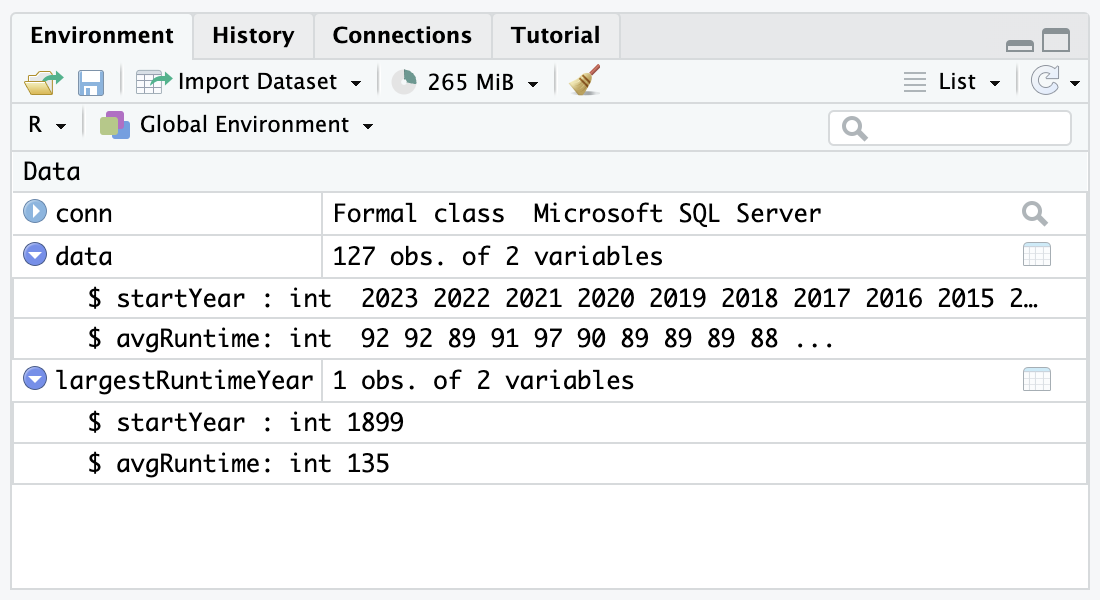 Environment History Connections Tutorial
Import Dataset 265 MiB List
R Global Environment
Data
conn Formal class  Microsoft SQL Server
data 127 obs. of 2 variables
$ startYear : int  2023 2022 2021 2020 2019 2018 2017 2016 2015 2…
$ avgRuntime: int  92 92 89 91 97 90 89 89 89 88 ...
largestRuntimeYear 1 obs. of 2 variables
$ startYear : int 1899
$ avgRuntime: int 135